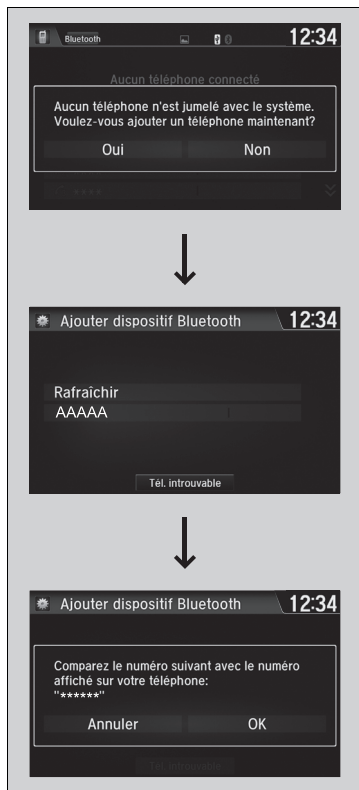 Bluetooth
12:34
Aucun téléphone connecté
Aucun téléphone n'est jumelé avec le système.
Voulez-vous ajouter un téléphone maintenant?
Oui Non
Ajouter dispositif Bluetooth 12:34
Rafraîchir
AAAAA
Tél. introuvable
Ajouter dispositif Bluetooth 12:34
Comparez le numéro suivant avec le numéro
affiché sur votre téléphone:
"******"
Annuler OK
Tél. introuvable